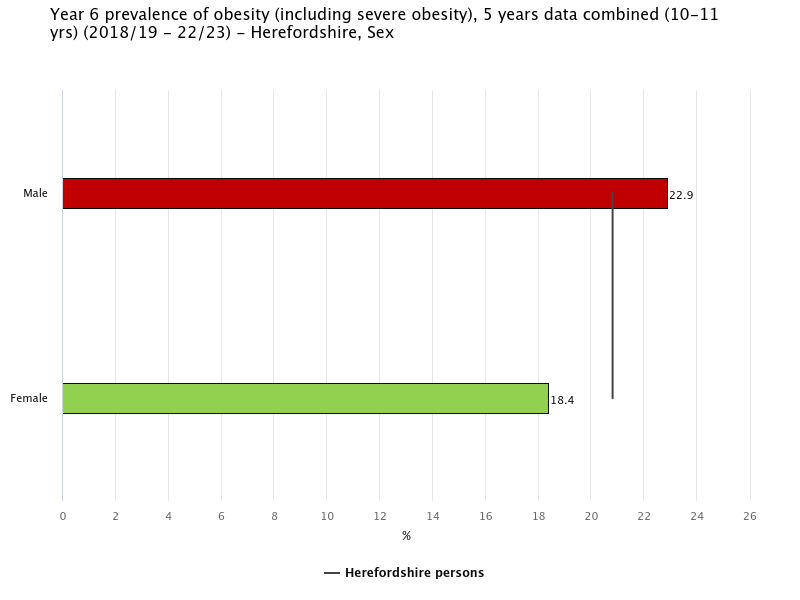 Year 6 prevalence of obesity (including severe obesity), 5 years data combined (10-11
yrs) (2018/19 - 22/23) - Herefordshire, Sex
Male
22.9
Female
18.4
0 2 4 6 8 10 12 14 16 18 20 22 24 26
%
Herefordshire persons